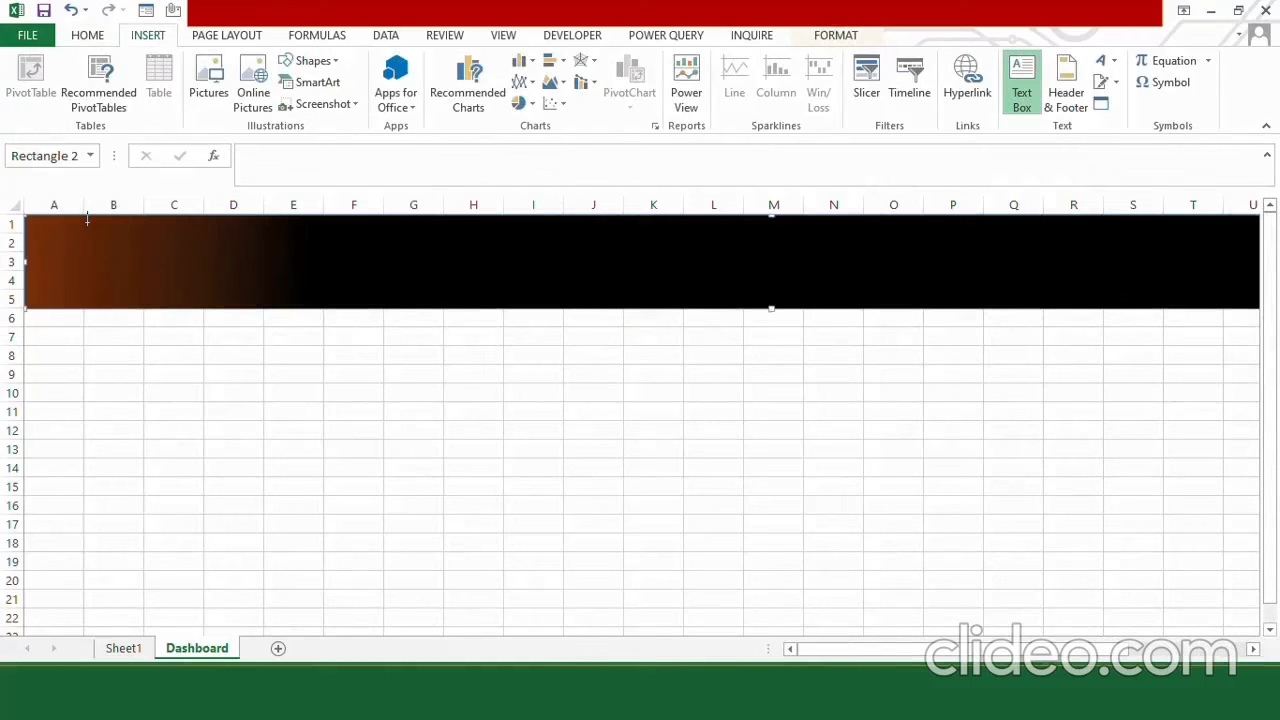 FILE HOME INSERT PAGE LAYOUT FORMULAS DATA REVIEW VIEW DEVELOPER POWER QUERY INQUIRE FORMAT
PivotTable Recommended PivotTables Table
Tables
Pictures Online Pictures Shapes SmartArt Screenshot
Illustrations
Apps for Office
Apps
Recommended Charts PivotChart
Charts
Power View
Reports
Line Column Win/Loss
Sparklines
Slicer Timeline
Filters
Hyperlink
Links
Text Box Header & Footer
Text
Equation
Symbol
Symbols
Rectangle 2 fx
A B C D E F G H I J K L M N O P Q R S T U
1
2
3
4
5
6
7
8
9
10
11
12
13
14
15
16
17
18
19
20
21
22
Sheet1 Dashboard
clideo.com